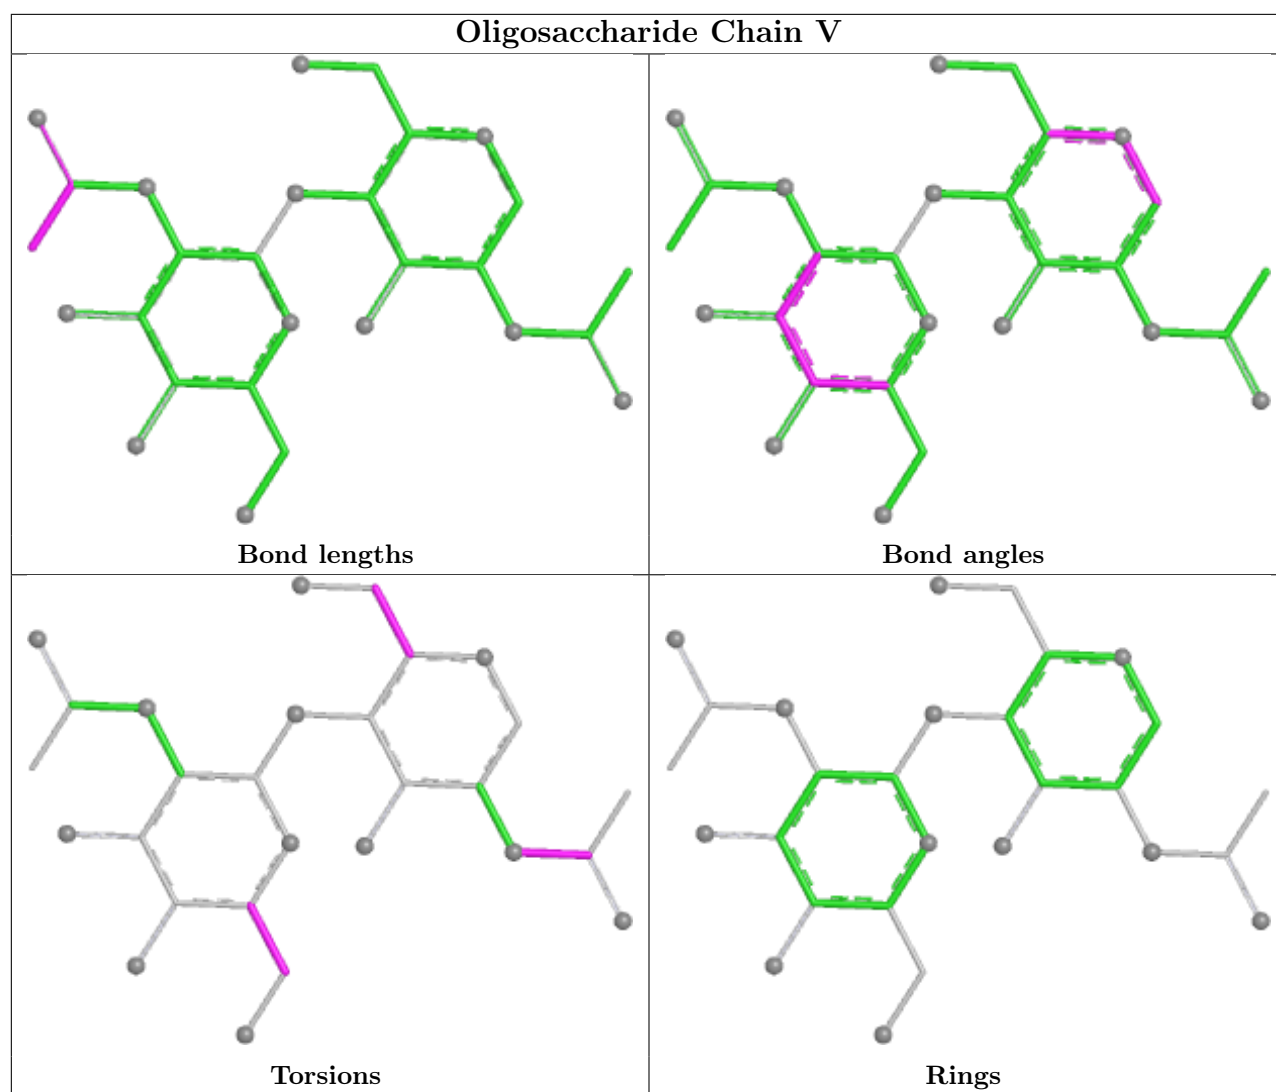 Oligosaccharide Chain V
Bond lengths
Bond angles
Torsions
Rings